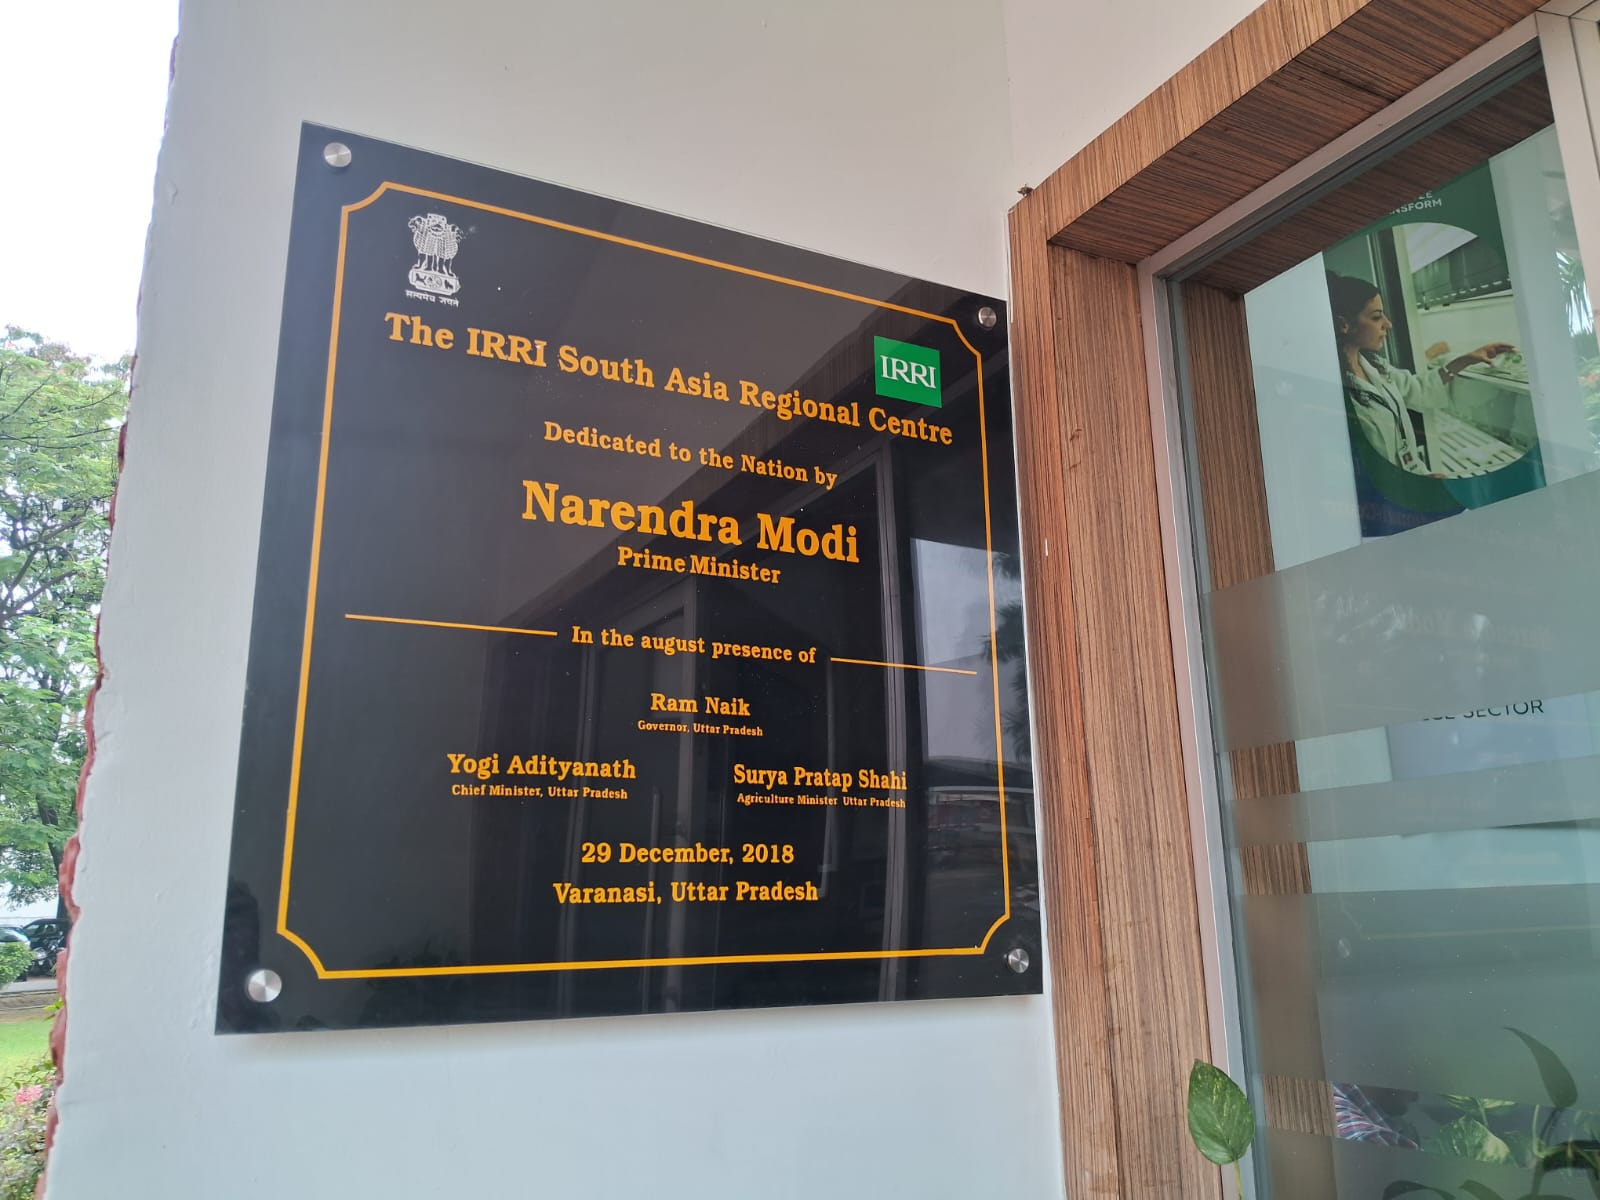 सत्यमेव जयते
IRRI
The IRRI South Asia Regional Centre
Dedicated to the Nation by
Narendra Modi
Prime Minister
In the august presence of
Ram Naik
Governor, Uttar Pradesh
Yogi Adityanath
Chief Minister, Uttar Pradesh
Surya Pratap Shahi
Agriculture Minister Uttar Pradesh
29 December, 2018
Varanasi, Uttar Pradesh
SECTOR